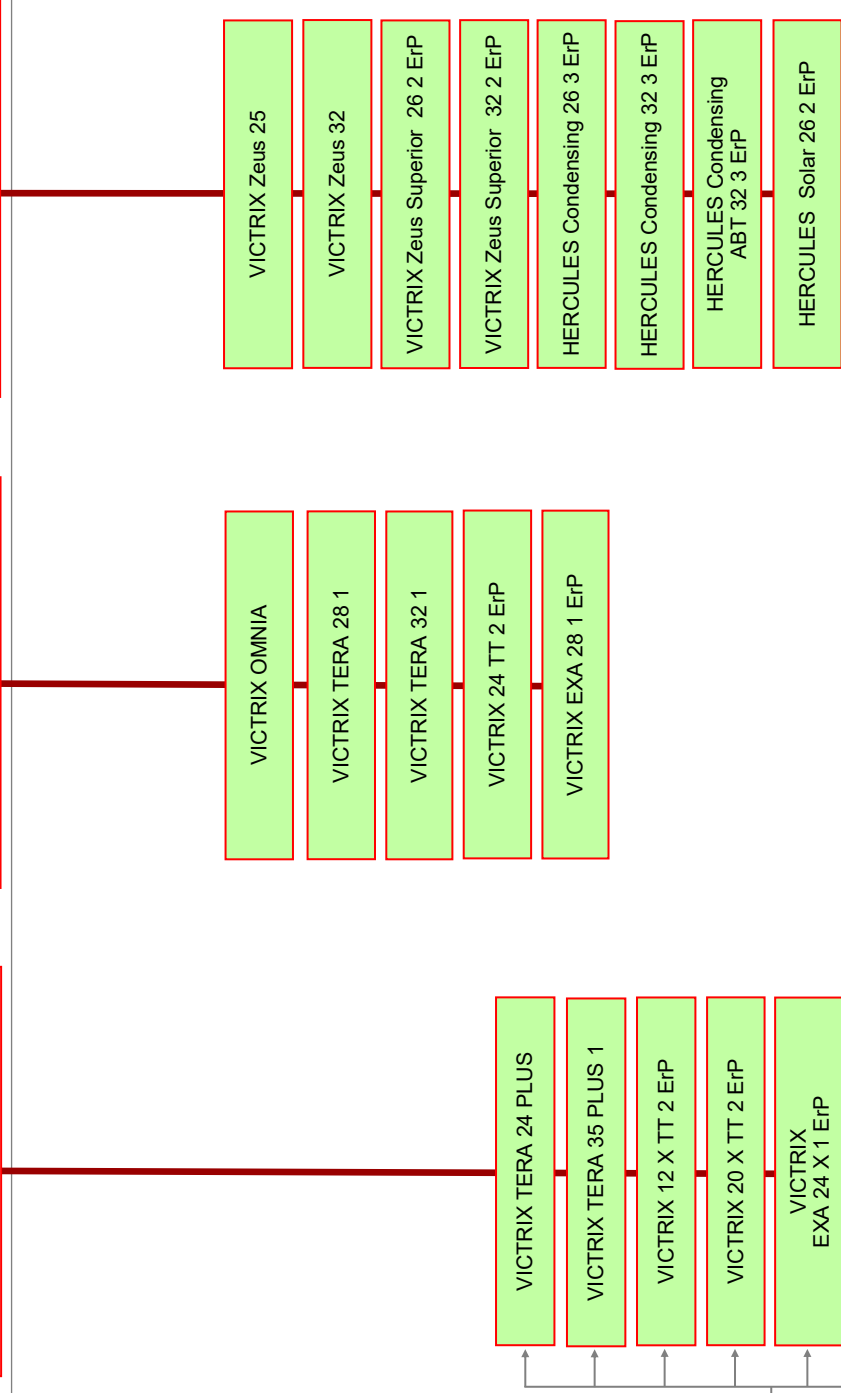 VICTRIX TERA 24 PLUS
VICTRIX TERA 35 PLUS 1
VICTRIX 12 X TT 2 ErP
VICTRIX 20 X TT 2 ErP
VICTRIX
EXA 24 X 1 ErP
VICTRIX OMNIA
VICTRIX TERA 28 1
VICTRIX TERA 32 1
VICTRIX 24 TT 2 ErP
VICTRIX EXA 28 1 ErP
VICTRIX Zeus 25
VICTRIX Zeus 32
VICTRIX Zeus Superior 26 2 ErP
VICTRIX Zeus Superior 32 2 ErP
HERCULES Condensing 26 3 ErP
HERCULES Condensing 32 3 ErP
HERCULES Condensing
ABT 32 3 ErP
HERCULES Solar 26 2 ErP